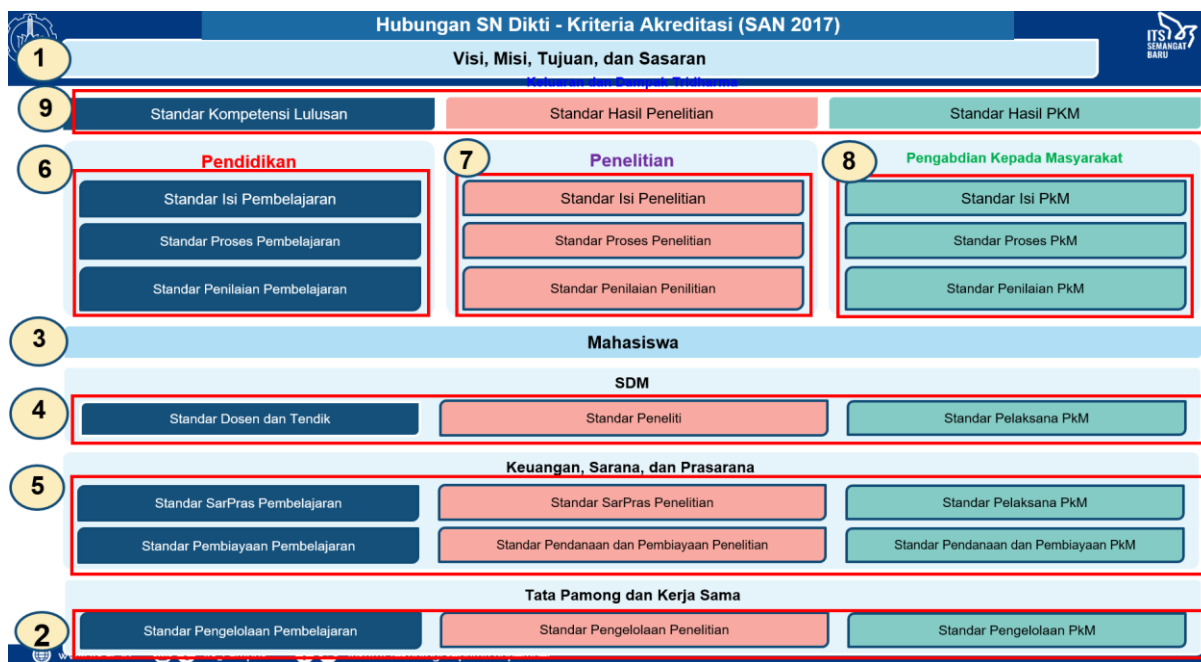 Hubungan SN Dikti - Kriteria Akreditasi (SAN 2017)
ITS
SEMANGAT
BARU
1
Visi, Misi, Tujuan, dan Sasaran
Keluaran dan Dampak Tridharma
9
Standar Kompetensi Lulusan
Standar Hasil Penelitian
Standar Hasil PKM
6
Pendidikan
7
Penelitian
8
Pengabdian Kepada Masyarakat
Standar Isi Pembelajaran
Standar Isi Penelitian
Standar Isi PkM
Standar Proses Pembelajaran
Standar Proses Penelitian
Standar Proses PkM
Standar Penilaian Pembelajaran
Standar Penilaian Penilitian
Standar Penilaian PkM
3
Mahasiswa
SDM
4
Standar Dosen dan Tendik
Standar Peneliti
Standar Pelaksana PkM
Keuangan, Sarana, dan Prasarana
5
Standar SarPras Pembelajaran
Standar SarPras Penelitian
Standar Pelaksana PkM
Standar Pembiayaan Pembelajaran
Standar Pendanaan dan Pembiayaan Penelitian
Standar Pendanaan dan Pembiayaan PkM
Tata Pamong dan Kerja Sama
2
Standar Pengelolaan Pembelajaran
Standar Pengelolaan Penelitian
Standar Pengelolaan PkM